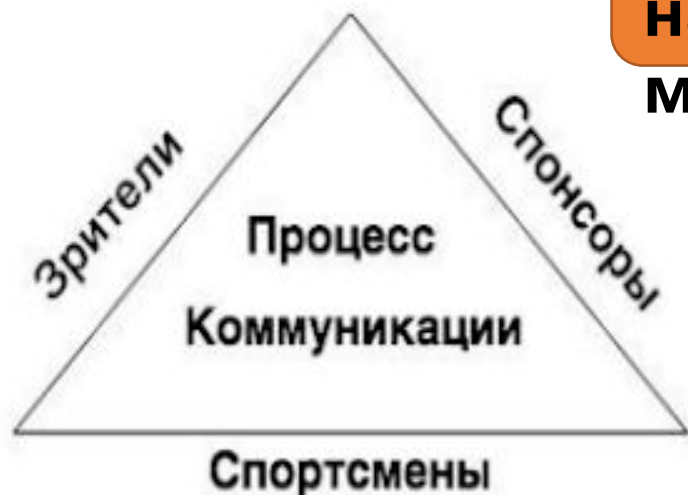 Зрители
Спонсоры
Процесс
Коммуникации
Спортсмены